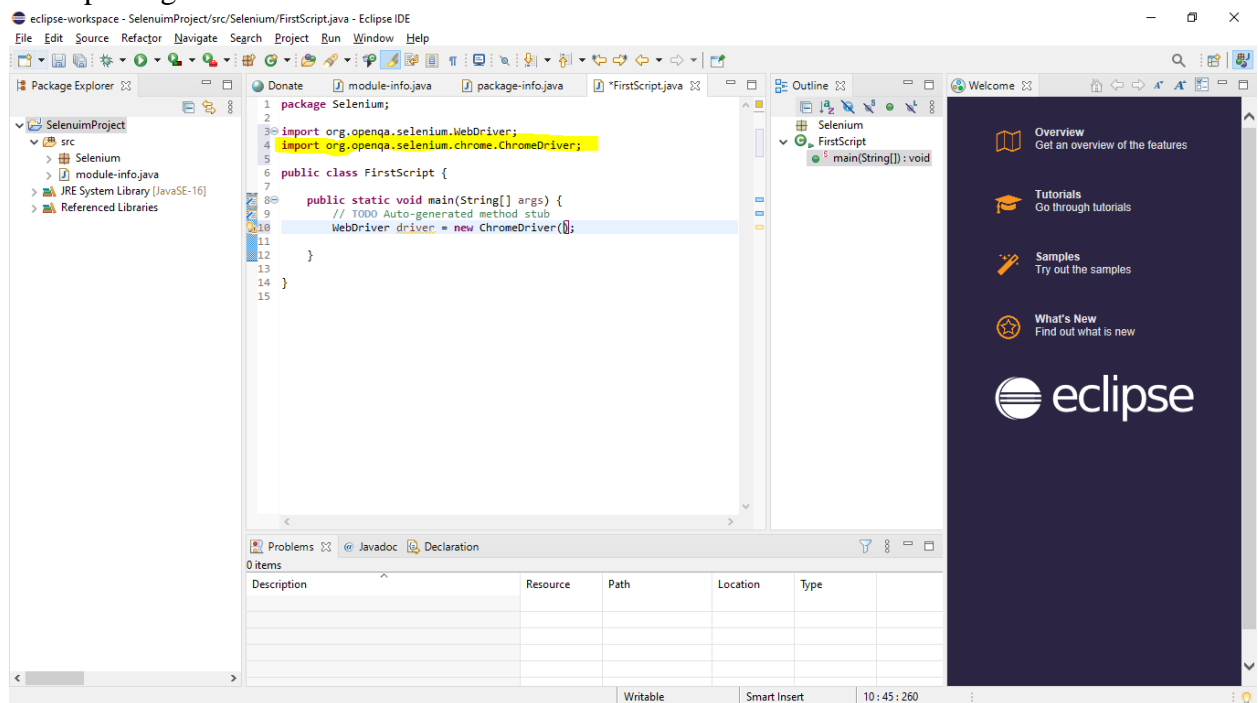 eclipse-workspace - SelenuimProject/src/Selenium/FirstScript.java - Eclipse IDE
File Edit Source Refactor Navigate Search Project Run Window Help
Package Explorer
SelenuimProject
src
Selenium
module-info.java
JRE System Library [JavaSE-16]
Referenced Libraries
Donate module-info.java package-info.java *FirstScript.java
1 package Selenium;
2
3 import org.openqa.selenium.WebDriver;
4 import org.openqa.selenium.chrome.ChromeDriver;
5
6 public class FirstScript {
7
8 public static void main(String[] args) {
9 // TODO Auto-generated method stub
10 WebDriver driver = new ChromeDriver();
11
12 }
13
14 }
15
Outline
Selenium
FirstScript
main(String[]) : void
Welcome
Overview
Get an overview of the features
Tutorials
Go through tutorials
Samples
Try out the samples
What's New
Find out what is new
eclipse
Problems @ Javadoc Declaration
0 items
Description Resource Path Location Type
Writable Smart Insert 10 : 45 : 260